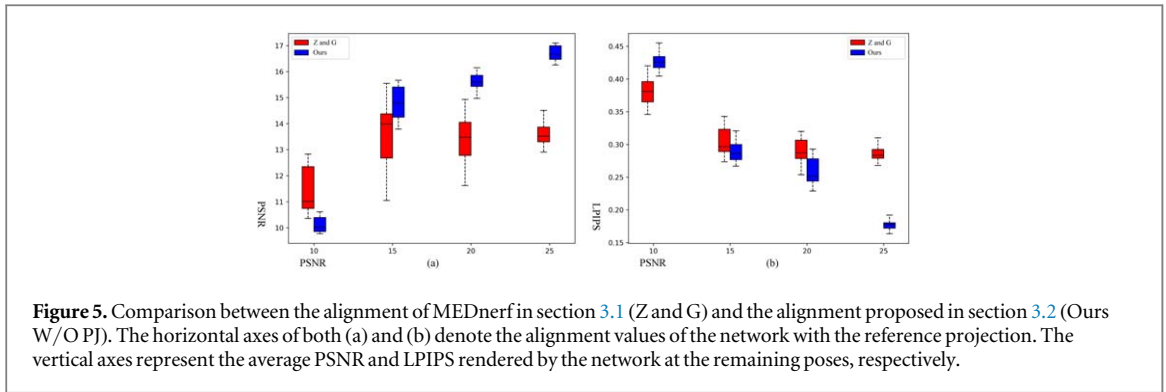 Z and G
Ours
17
16
15
14
13
12
11
10
PSNR
10
15
20
25
PSNR
(a)
Z and G
Ours
0.45
0.40
0.35
0.30
0.25
0.20
0.15
LPIPS
10
15
20
25
PSNR
(b)
Figure 5. Comparison between the alignment of MEDnerf in section 3.1 (Z and G) and the alignment proposed in section 3.2 (Ours
W/O PJ). The horizontal axes of both (a) and (b) denote the alignment values of the network with the reference projection. The
vertical axes represent the average PSNR and LPIPS rendered by the network at the remaining poses, respectively.